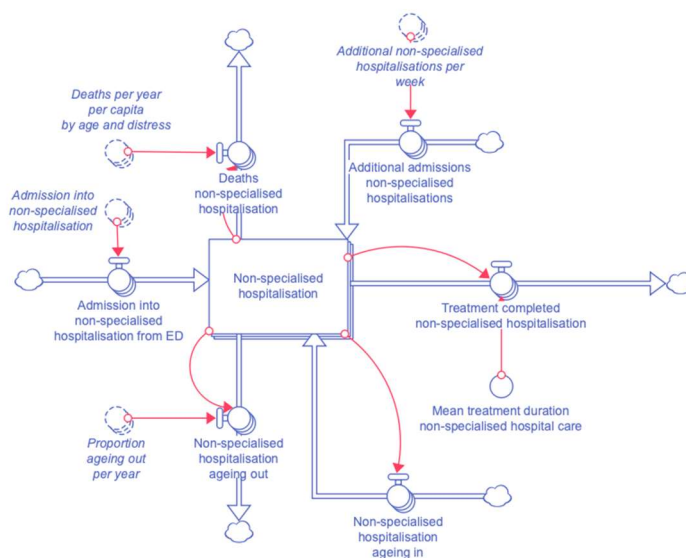 Additional non-specialised
hospitalisations per
week
Deaths per year
per capita
by age and distress
Deaths
non-specialised
hospitalisation
Additional admissions
non-specialised
hospitalisations
Admission into
non-specialised
hospitalisation
Non-specialised
hospitalisation
Admission into
non-specialised
hospitalisation from ED
Treatment completed
non-specialised hospitalisation
Mean treatment duration
non-specialised hospital care
Proportion
ageing out
per year
Non-specialised
hospitalisation
ageing out
Non-specialised
hospitalisation
ageing in